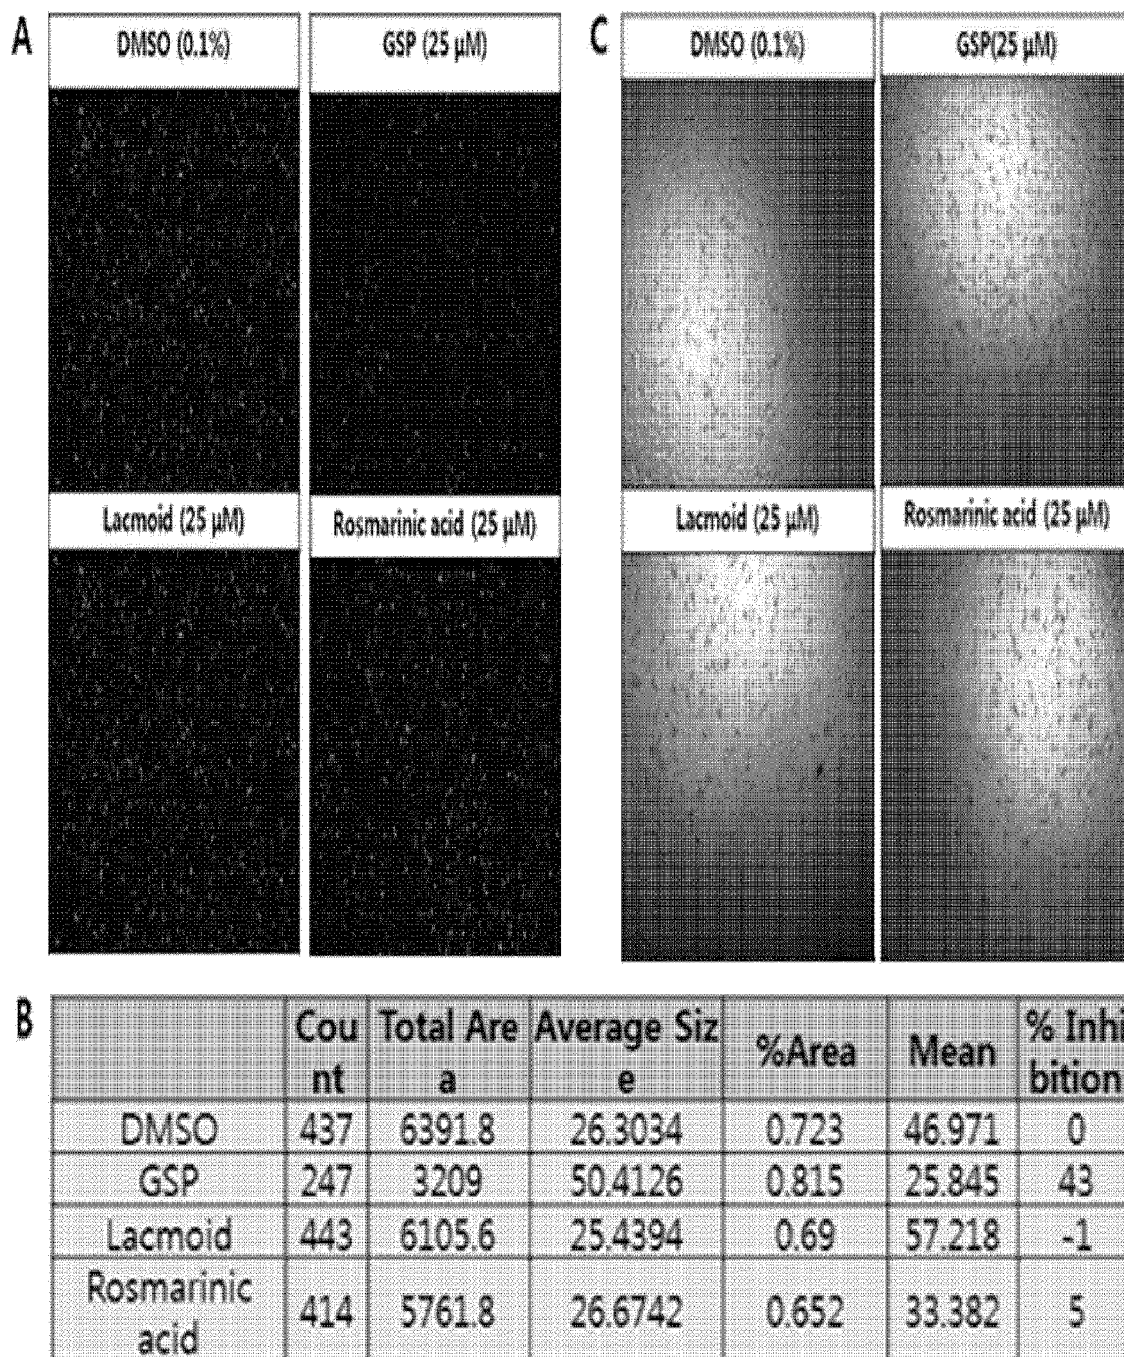 A
DMSO (0.1%)
GSP (25 μM)
Lacmoid (25 μM)
Rosmarinic acid (25 μM)
C
DMSO (0.1%)
GSP(25 μM)
Lacmoid (25 μM)
Rosmarinic acid (25 μM)
B
Cou
nt
Total Are
a
Average Siz
e
%Area
Mean
% Inhi
bition
DMSO 437 6391.8 26.3034 0.723 46.971 0
GSP 247 3209 50.4126 0.815 25.845 43
Lacmoid 443 6105.6 25.4394 0.69 57.218 -1
Rosmarinic
acid
414 5761.8 26.6742 0.652 33.382 5